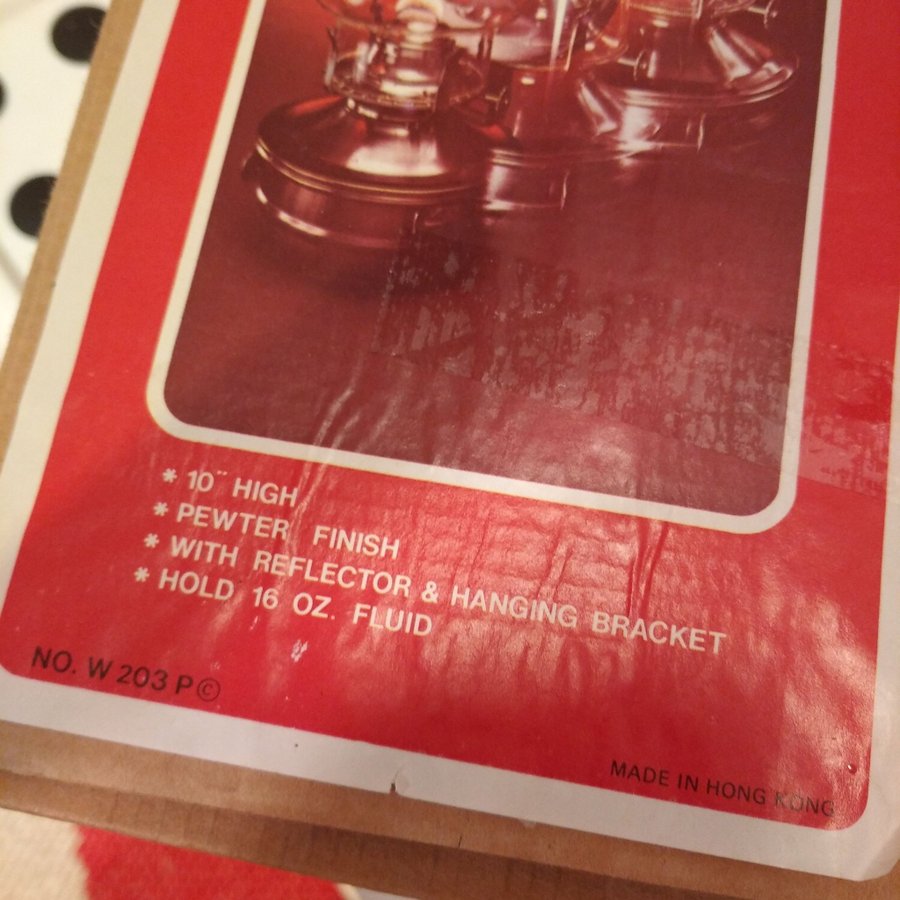 * 10" HIGH
* PEWTER FINISH
* WITH REFLECTOR & HANGING BRACKET
* HOLD 16 OZ. FLUID
NO. W 203 P ©
MADE IN HONG KONG